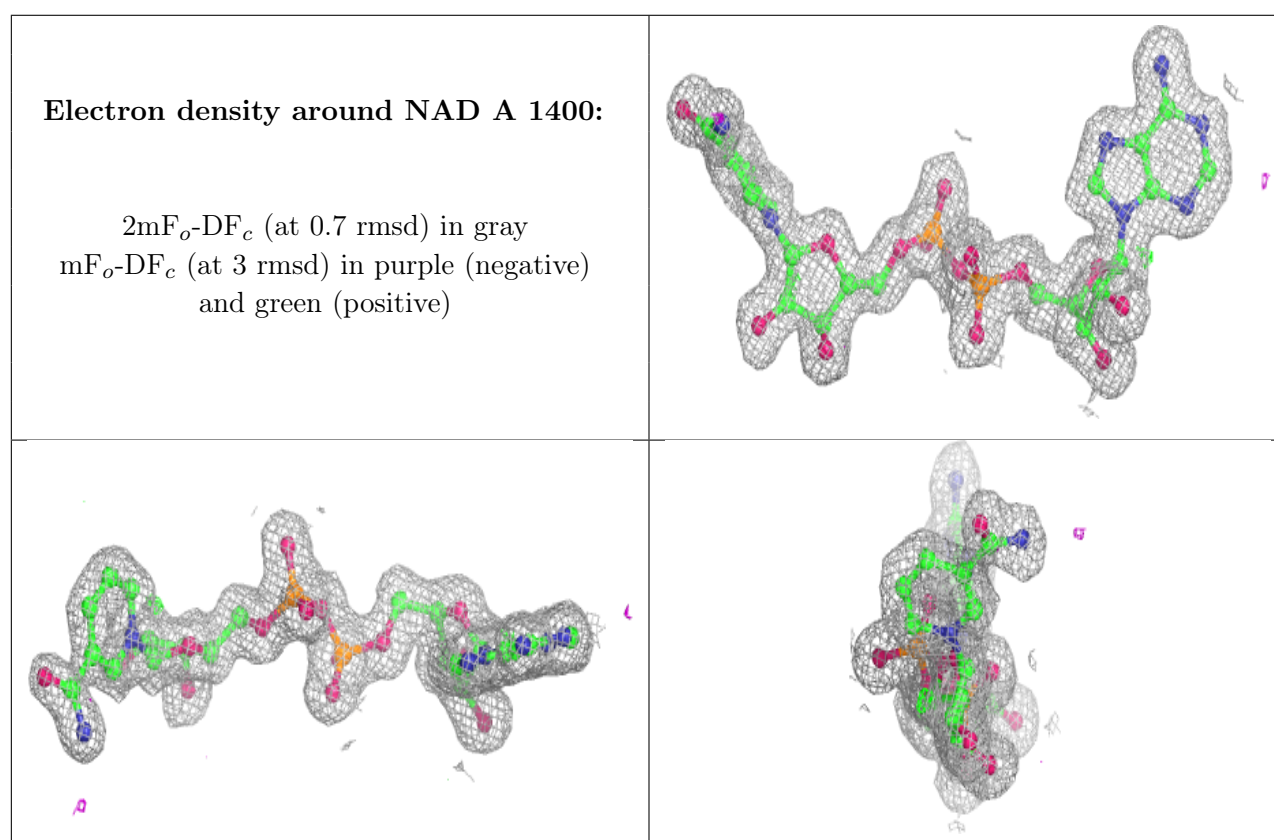 Electron density around NAD A 1400:
2mFo-DFc (at 0.7 rmsd) in gray
mFo-DFc (at 3 rmsd) in purple (negative)
and green (positive)